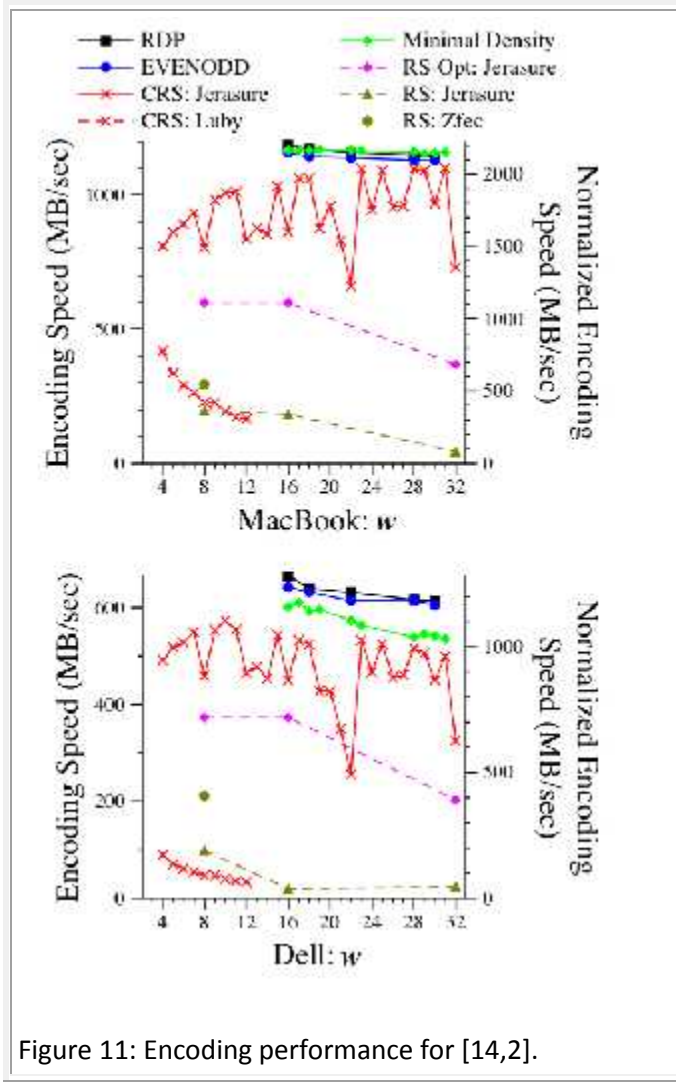 RDP
EVENODD
CRS: Jerasure
CRS: Luby
Minimal Density
RS-Opt: Jerasure
RS: Jerasure
RS: Zfec
Encoding Speed (MB/sec)
1000
500
0
Normalized Encoding
Speed (MB/sec)
2000
1500
1000
500
0
4 8 12 16 20 24 28 32
MacBook: w
Encoding Speed (MB/sec)
600
400
200
0
Normalized Encoding
Speed (MB/sec)
1000
500
0
4 8 12 16 20 24 28 32
Dell: w
Figure 11: Encoding performance for [14,2].